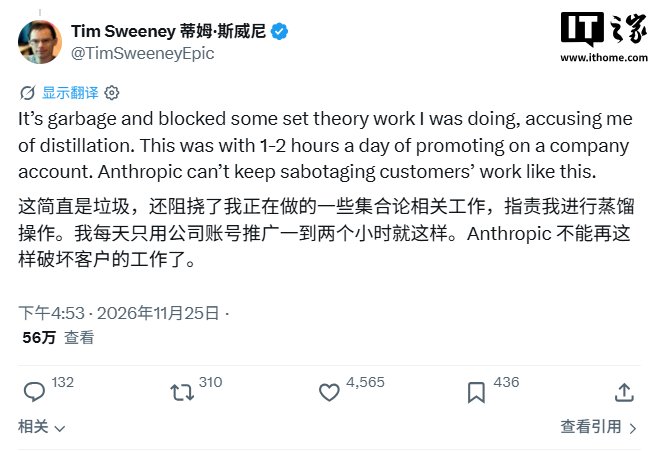 Tim Sweeney 蒂姆·斯威尼
@TimSweeneyEpic
IT之家
www.ithome.com
显示翻译
It’s garbage and blocked some set theory work I was doing, accusing me
of distillation. This was with 1-2 hours a day of promoting on a company
account. Anthropic can’t keep sabotaging customers’ work like this.
这简直是垃圾，还阻挠了我正在做的一些集合论相关工作，指责我进行蒸馏
操作。我每天只用公司账号推广一到两个小时就这样。Anthropic 不能再这
样破坏客户的工作了。
下午4:53 · 2026年11月25日 ·
56万 查看
132 310 4,565 436
相关 查看引用